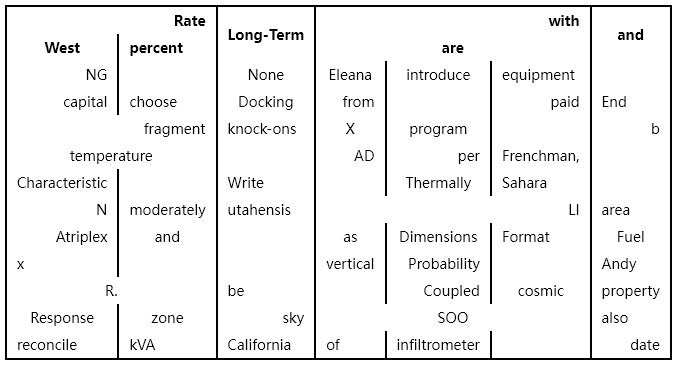 Rate Long-Term with and
West percent are
NG None Eleana introduce equipment
capital choose Docking from paid End
fragment knock-ons X program b
temperature AD per Frenchman,
Characteristic Write Thermally Sahara
N moderately utahensis LI area
Atriplex and as Dimensions Format Fuel
x vertical Probability Andy
R. be Coupled cosmic property
Response zone sky SOO also
reconcile kVA California of infiltrometer date